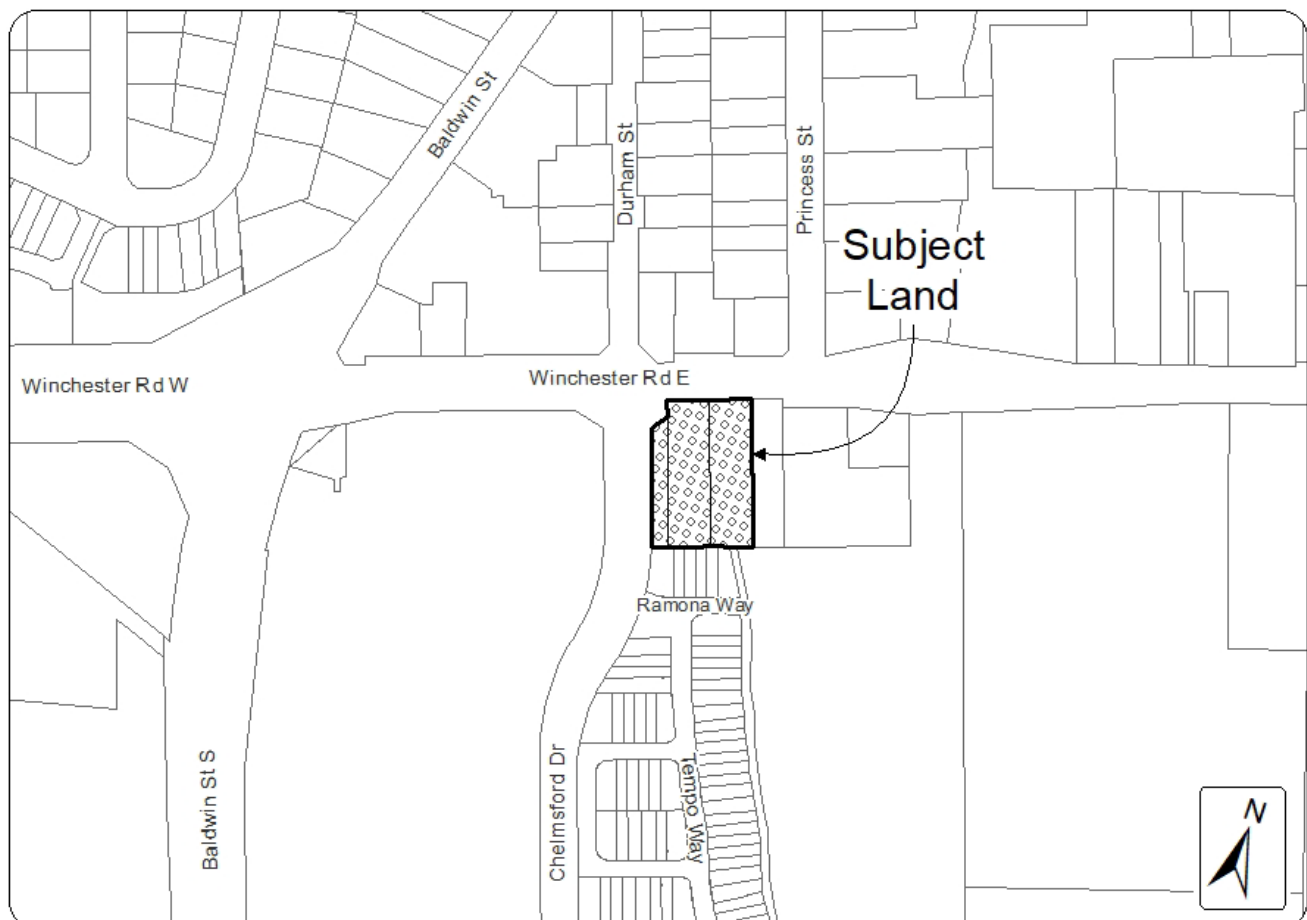 Baldwin St
Durham St
Princess St
Subject
Land
Winchester Rd W
Winchester Rd E
Ramona Way
Baldwin St S
Chelmsford Dr
Tempo Way
N